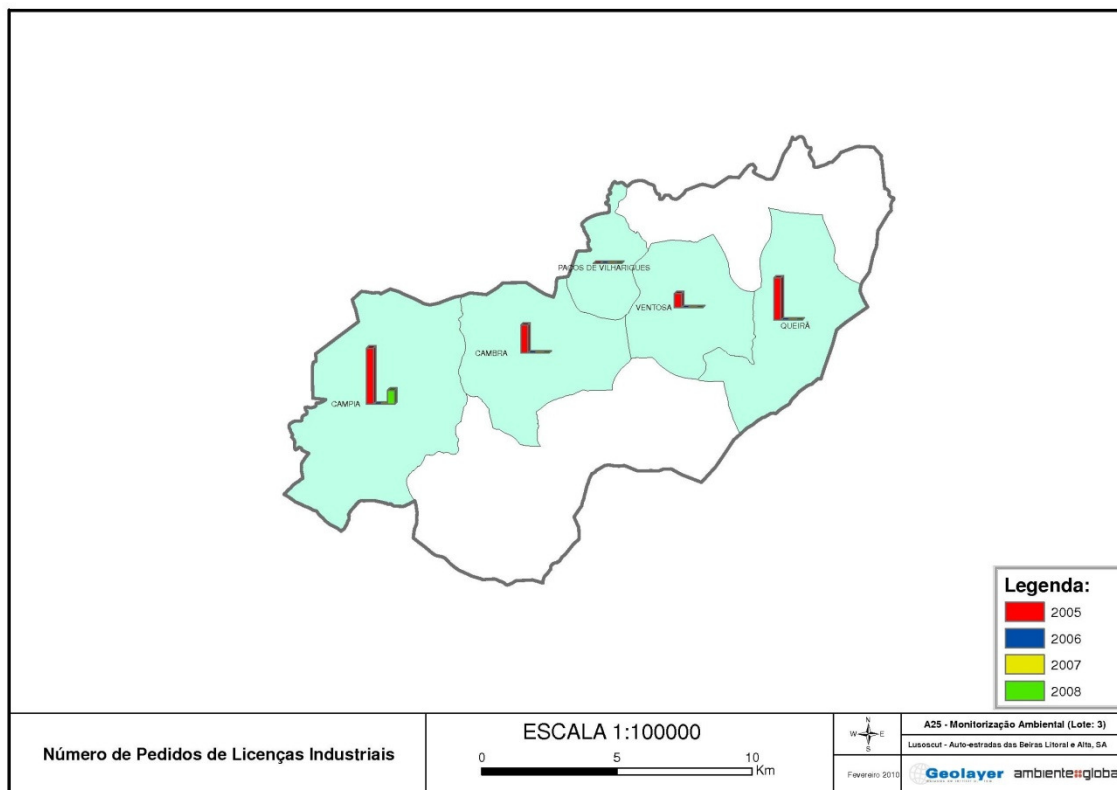 PAÇOS DE VILHARIGUES
VENTOSA
QUEIRÃ
CAMBRA
CAMPIA
Legenda:
2005
2006
2007
2008
Número de Pedidos de Licenças Industriais
ESCALA 1:100000
0 5 10
Km
N
W E
S
Fevereiro 2010
A25 - Monitorização Ambiental (Lote: 3)
Lusoscut - Auto-estradas das Beiras Litoral e Alta, SA
Geolayer
ambiente global